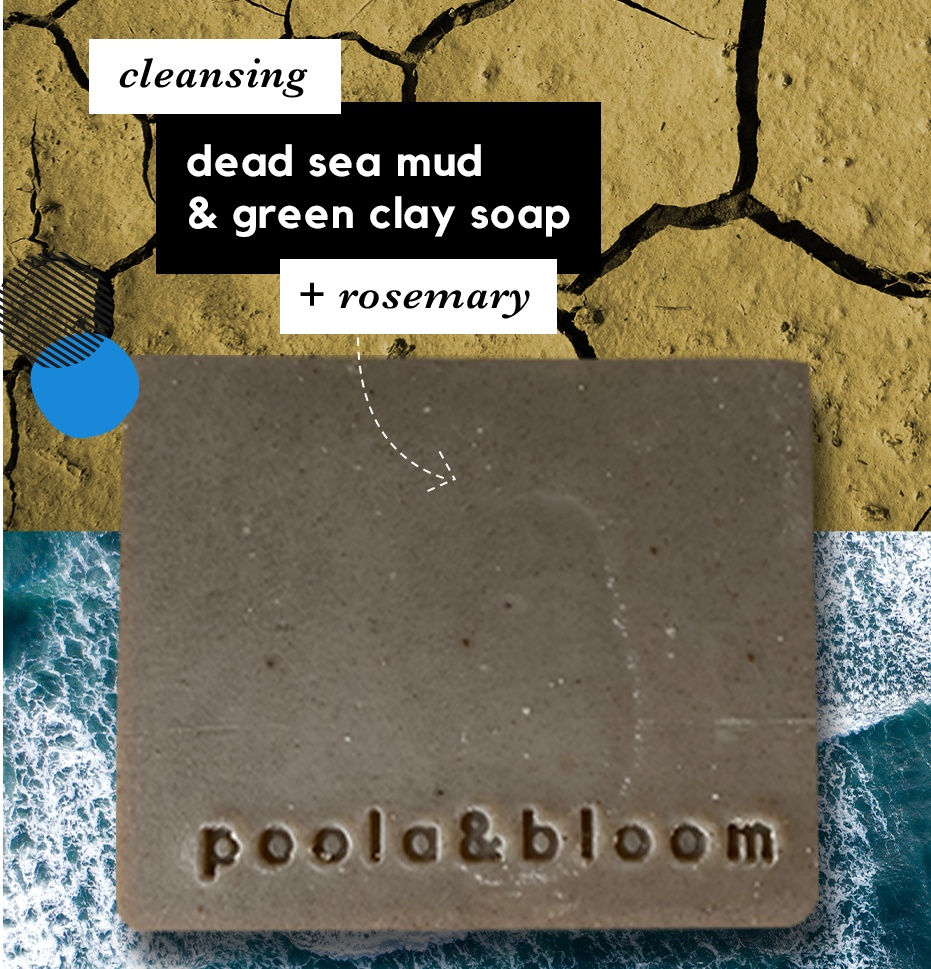 cleansing
dead sea mud
& green clay soap
+ rosemary
poola&bloom